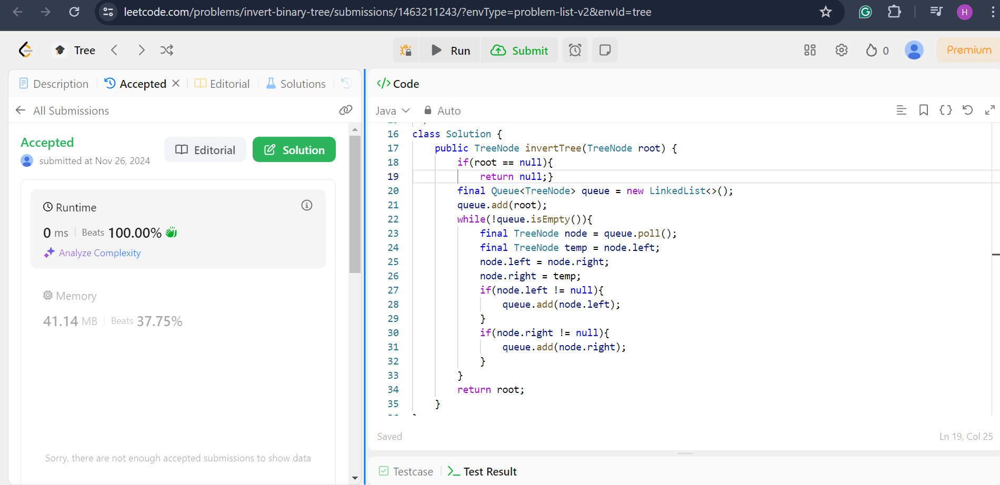 leetcode.com/problems/invert-binary-tree/submissions/1463211243/?envType=problem-list-v2&envId=tree
H
Tree
Run
Submit
0
Premium
Description
Accepted
Editorial
Solutions
All Submissions
Accepted
submitted at Nov 26, 2024
Editorial
Solution
Runtime
0 ms
Beats 100.00%
Analyze Complexity
Memory
41.14 MB
Beats 37.75%
Sorry, there are not enough accepted submissions to show data
</> Code
Java
Auto
16 class Solution {
17     public TreeNode invertTree(TreeNode root) {
18         if(root == null){
19             return null;}
20         final Queue<TreeNode> queue = new LinkedList<>();
21         queue.add(root);
22         while(!queue.isEmpty()){
23             final TreeNode node = queue.poll();
24             final TreeNode temp = node.left;
25             node.left = node.right;
26             node.right = temp;
27             if(node.left != null){
28                 queue.add(node.left);
29             }
30             if(node.right != null){
31                 queue.add(node.right);
32             }
33         }
34         return root;
35     }
Saved
Ln 19, Col 25
Testcase
Test Result